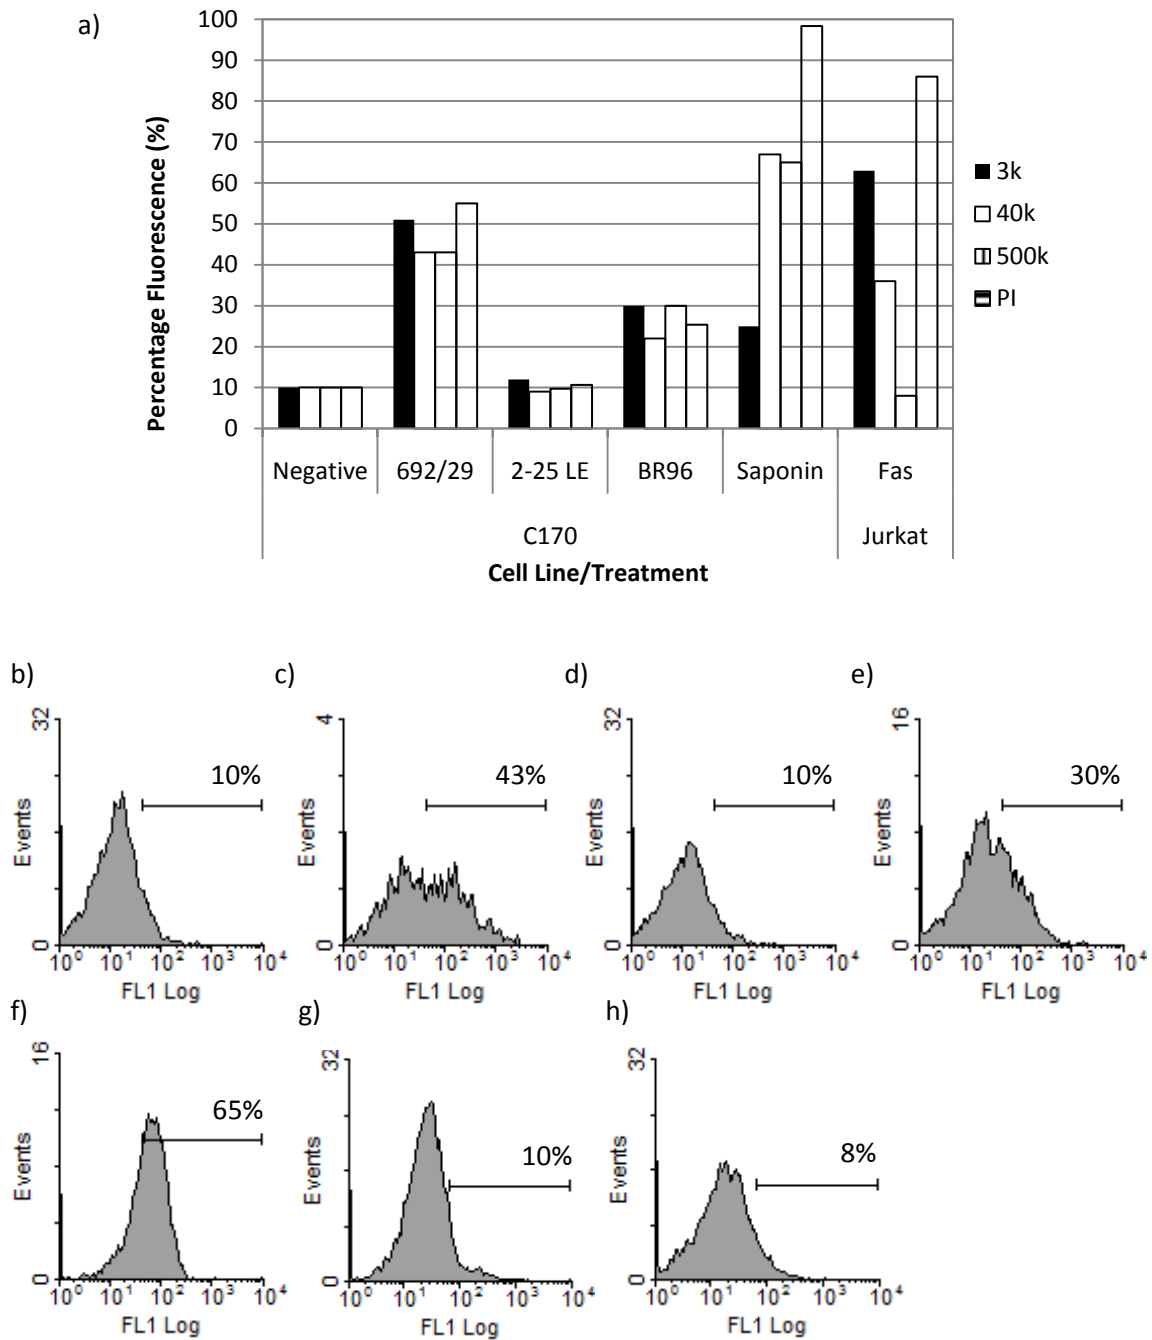 a)
Percentage Fluorescence (%)
100
90
80
70
60
50
40
30
20
10
0
Negative 692/29 2-25 LE BR96 Saponin Fas
C170 Jurkat
Cell Line/Treatment
3k
40k
500k
PI
b)
32
Events
0
10%
10⁰ 10¹ 10² 10³ 10⁴
FL1 Log
c)
4
Events
0
43%
10⁰ 10¹ 10² 10³ 10⁴
FL1 Log
d)
32
Events
0
10%
10⁰ 10¹ 10² 10³ 10⁴
FL1 Log
e)
16
Events
0
30%
10⁰ 10¹ 10² 10³ 10⁴
FL1 Log
f)
16
Events
0
65%
10⁰ 10¹ 10² 10³ 10⁴
FL1 Log
g)
32
Events
0
10%
10⁰ 10¹ 10² 10³ 10⁴
FL1 Log
h)
32
Events
0
8%
10⁰ 10¹ 10² 10³ 10⁴
FL1 Log